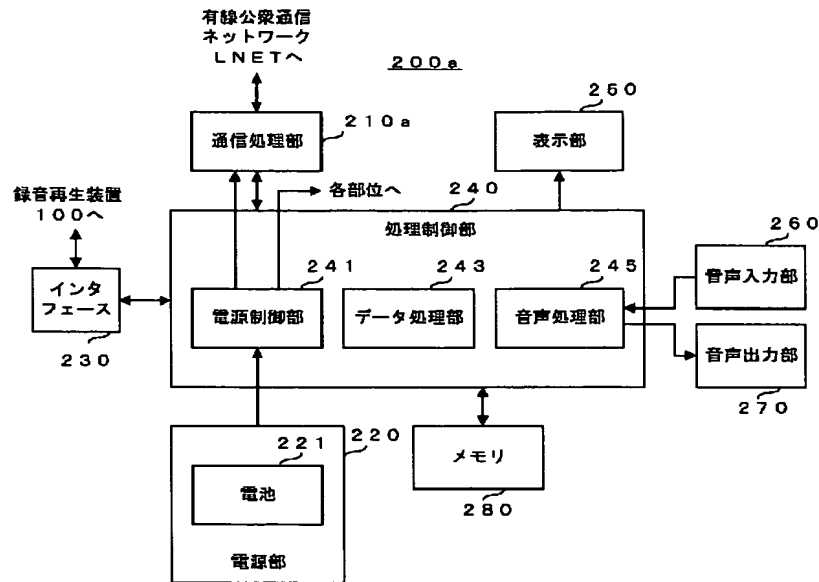 有線公衆通信
ネットワーク
LNETへ
200a
210a
通信処理部
250
表示部
各部位へ
240
録音再生装置
100へ
処理制御部
インタ
フェース
230
241
電源制御部
243
データ処理部
245
音声処理部
260
音声入力部
音声出力部
270
220
221
電池
電源部
メモリ
280